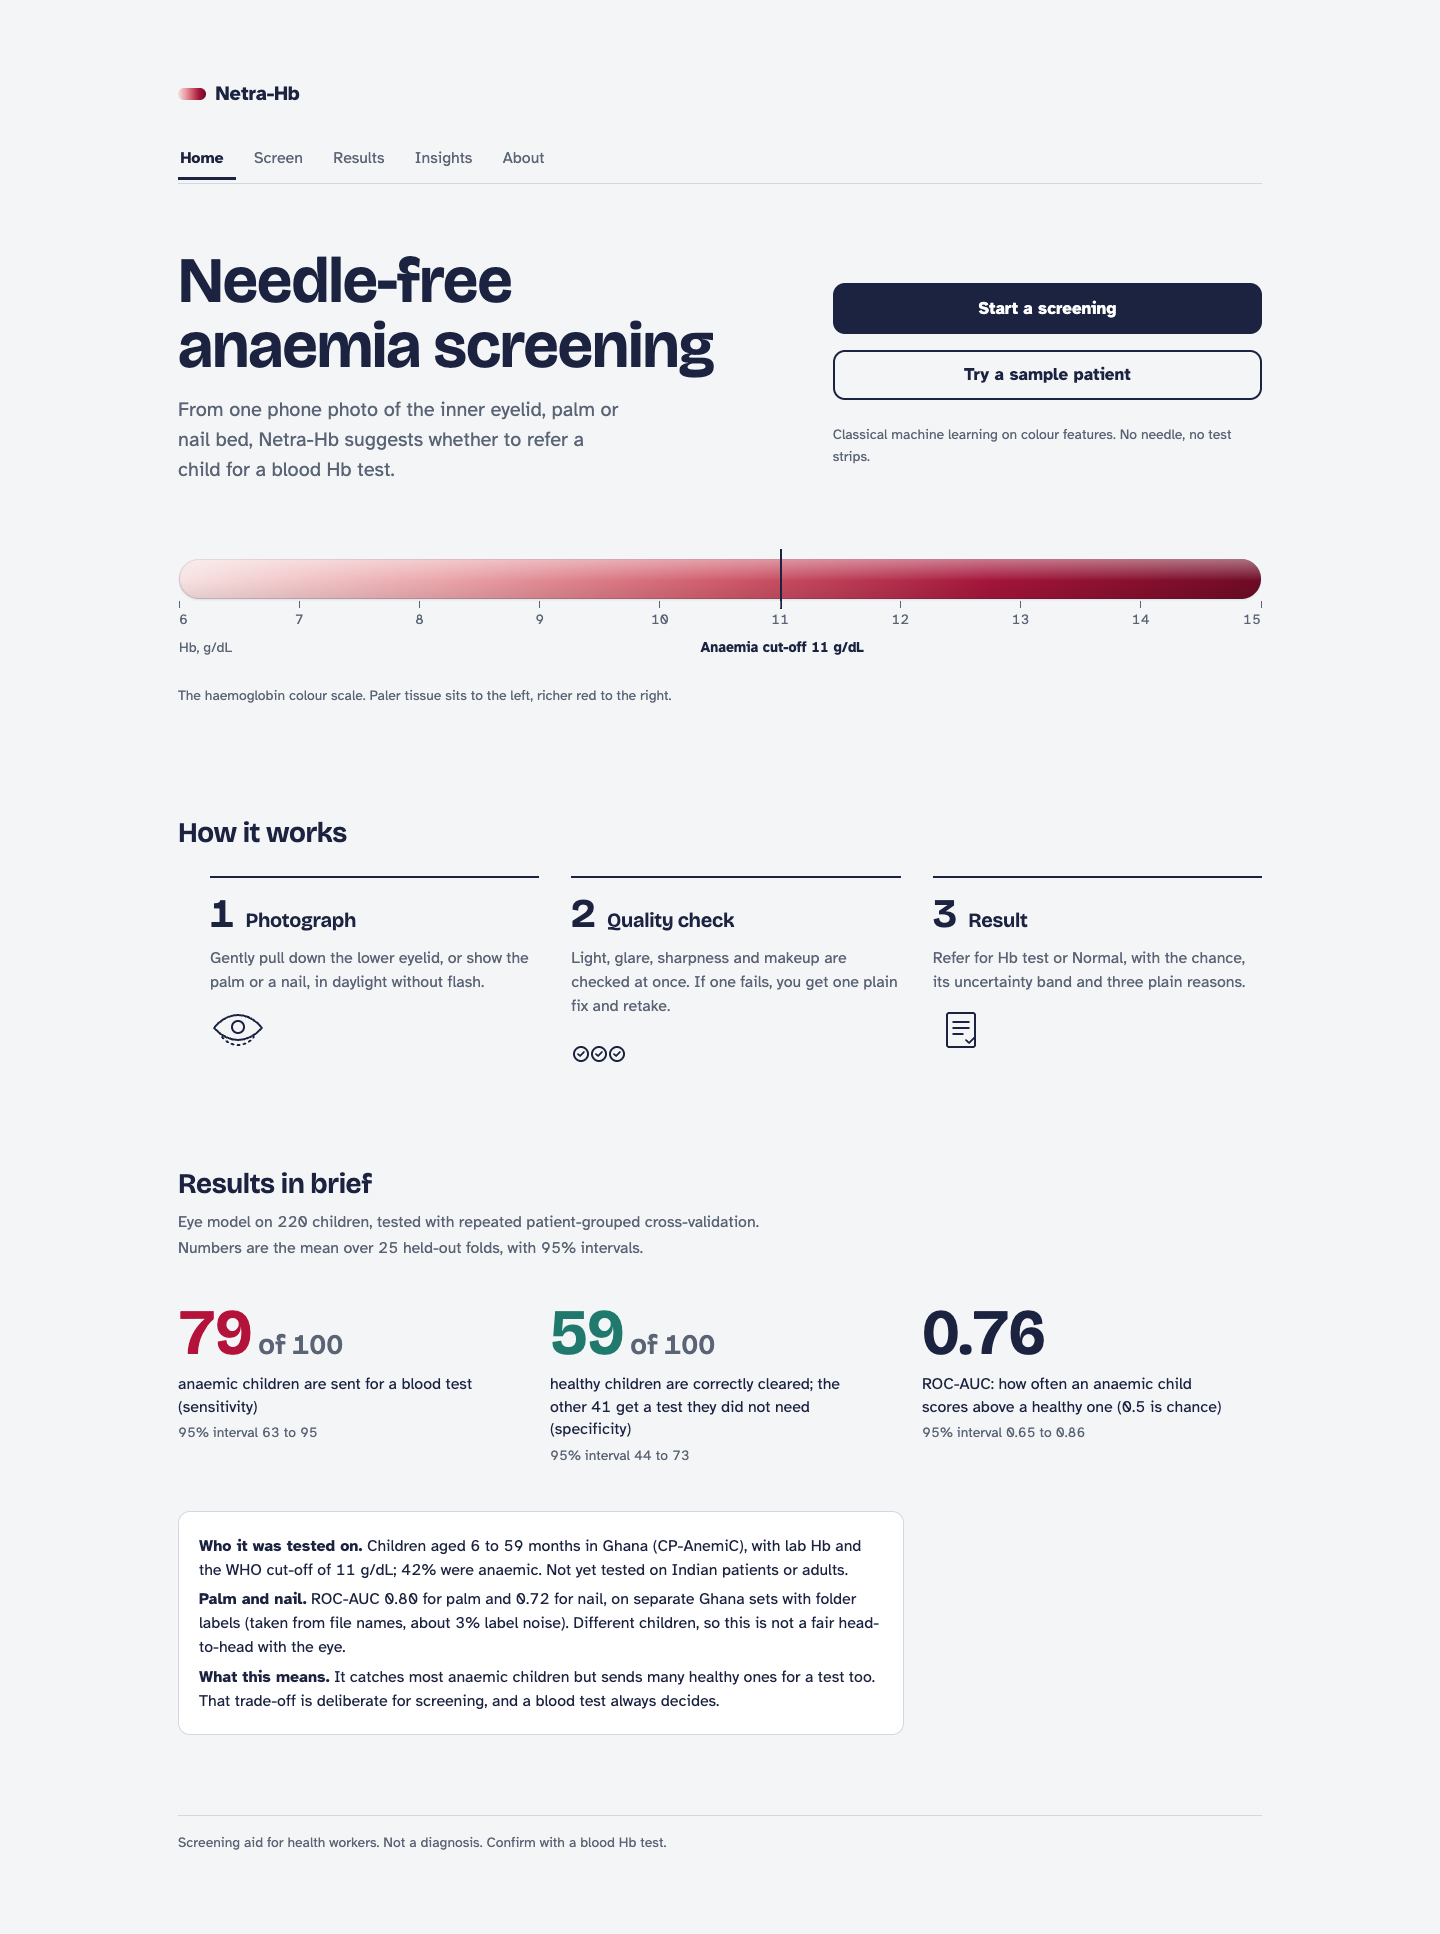 Netra-Hb
Home Screen Results Insights About
Needle-free
anaemia screening
From one phone photo of the inner eyelid, palm or
nail bed, Netra-Hb suggests whether to refer a
child for a blood Hb test.
Start a screening
Try a sample patient
Classical machine learning on colour features. No needle, no test
strips.
6 7 8 9 10 11 12 13 14 15
Hb, g/dL
Anaemia cut-off 11 g/dL
The haemoglobin colour scale. Paler tissue sits to the left, richer red to the right.
How it works
1 Photograph
Gently pull down the lower eyelid, or show the
palm or a nail, in daylight without flash.
2 Quality check
Light, glare, sharpness and makeup are
checked at once. If one fails, you get one plain
fix and retake.
3 Result
Refer for Hb test or Normal, with the chance,
its uncertainty band and three plain reasons.
Results in brief
Eye model on 220 children, tested with repeated patient-grouped cross-validation.
Numbers are the mean over 25 held-out folds, with 95% intervals.
79 of 100
anaemic children are sent for a blood test
(sensitivity)
95% interval 63 to 95
59 of 100
healthy children are correctly cleared; the
other 41 get a test they did not need
(specificity)
95% interval 44 to 73
0.76
ROC-AUC: how often an anaemic child
scores above a healthy one (0.5 is chance)
95% interval 0.65 to 0.86
Who it was tested on. Children aged 6 to 59 months in Ghana (CP-AnemiC), with lab Hb and
the WHO cut-off of 11 g/dL; 42% were anaemic. Not yet tested on Indian patients or adults.
Palm and nail. ROC-AUC 0.80 for palm and 0.72 for nail, on separate Ghana sets with folder
labels (taken from file names, about 3% label noise). Different children, so this is not a fair head-
to-head with the eye.
What this means. It catches most anaemic children but sends many healthy ones for a test too.
That trade-off is deliberate for screening, and a blood test always decides.
Screening aid for health workers. Not a diagnosis. Confirm with a blood Hb test.